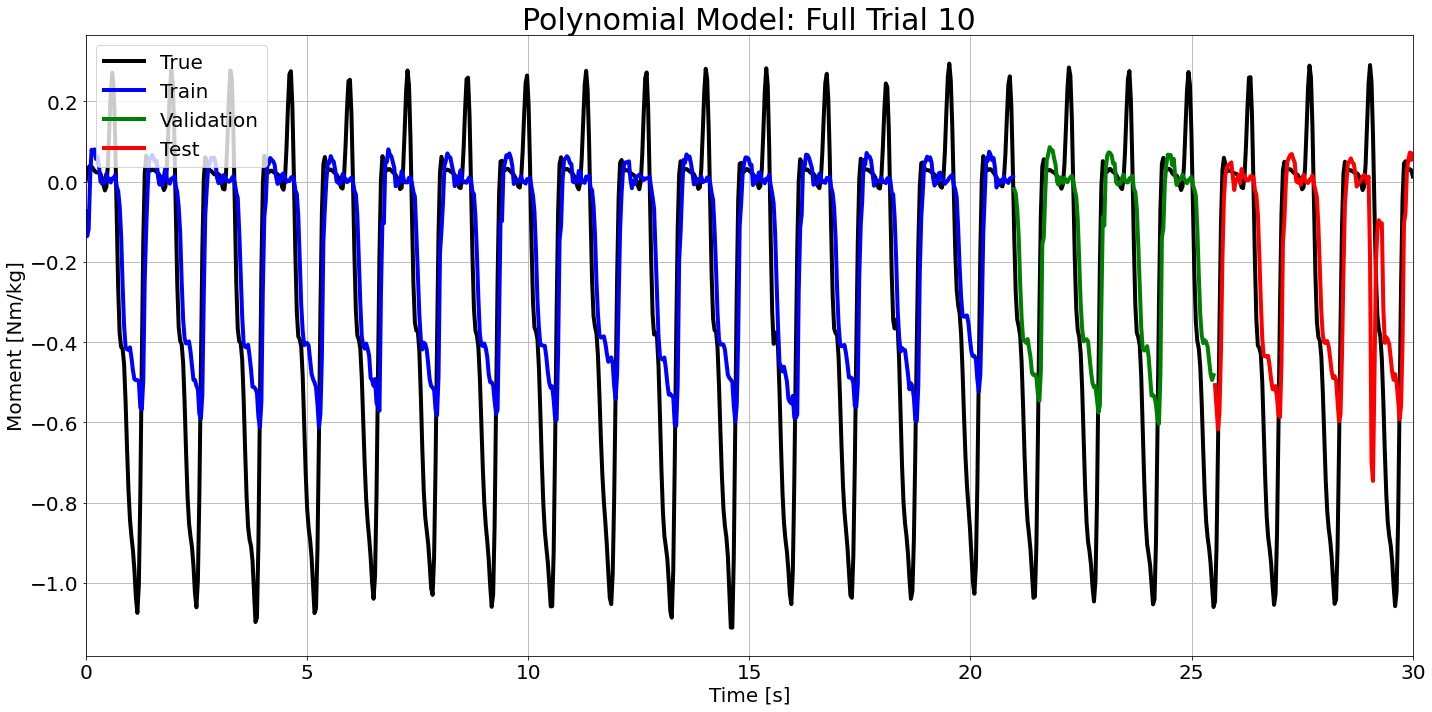 Polynomial Model: Full Trial 10
True
Train
Validation
Test
Moment [Nm/kg]
0.2
0.0
−0.2
−0.4
−0.6
−0.8
−1.0
0 5 10 15 20 25 30
Time [s]